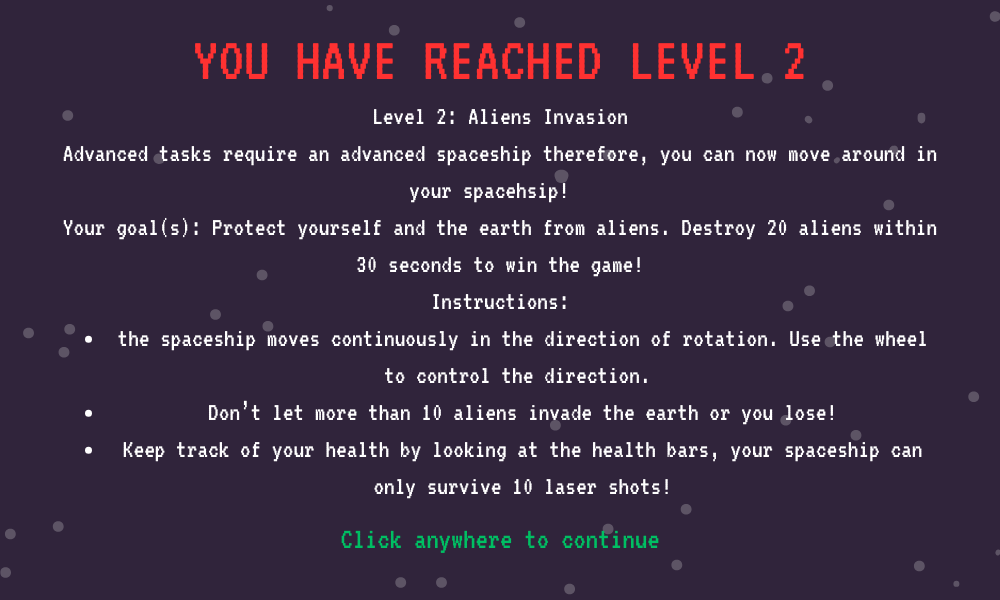 YOU HAVE REACHED LEVEL 2
Level 2: Aliens Invasion
Advanced tasks require an advanced spaceship therefore, you can now move around in
your spacehsip!
Your goal(s): Protect yourself and the earth from aliens. Destroy 20 aliens within
30 seconds to win the game!
Instructions:
• the spaceship moves continuously in the direction of rotation. Use the wheel
to control the direction.
• Don't let more than 10 aliens invade the earth or you lose!
• Keep track of your health by looking at the health bars, your spaceship can
only survive 10 laser shots!
Click anywhere to continue